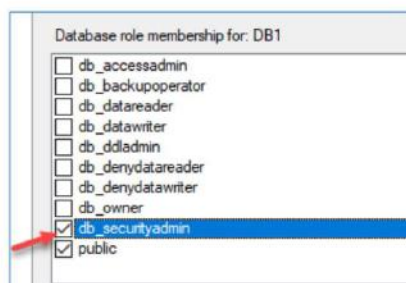 Database role membership for: DB1
db_accessadmin
db_backupoperator
db_datareader
db_datawriter
db_ddladmin
db_denydatareader
db_denydatawriter
db_owner
db_securityadmin
public